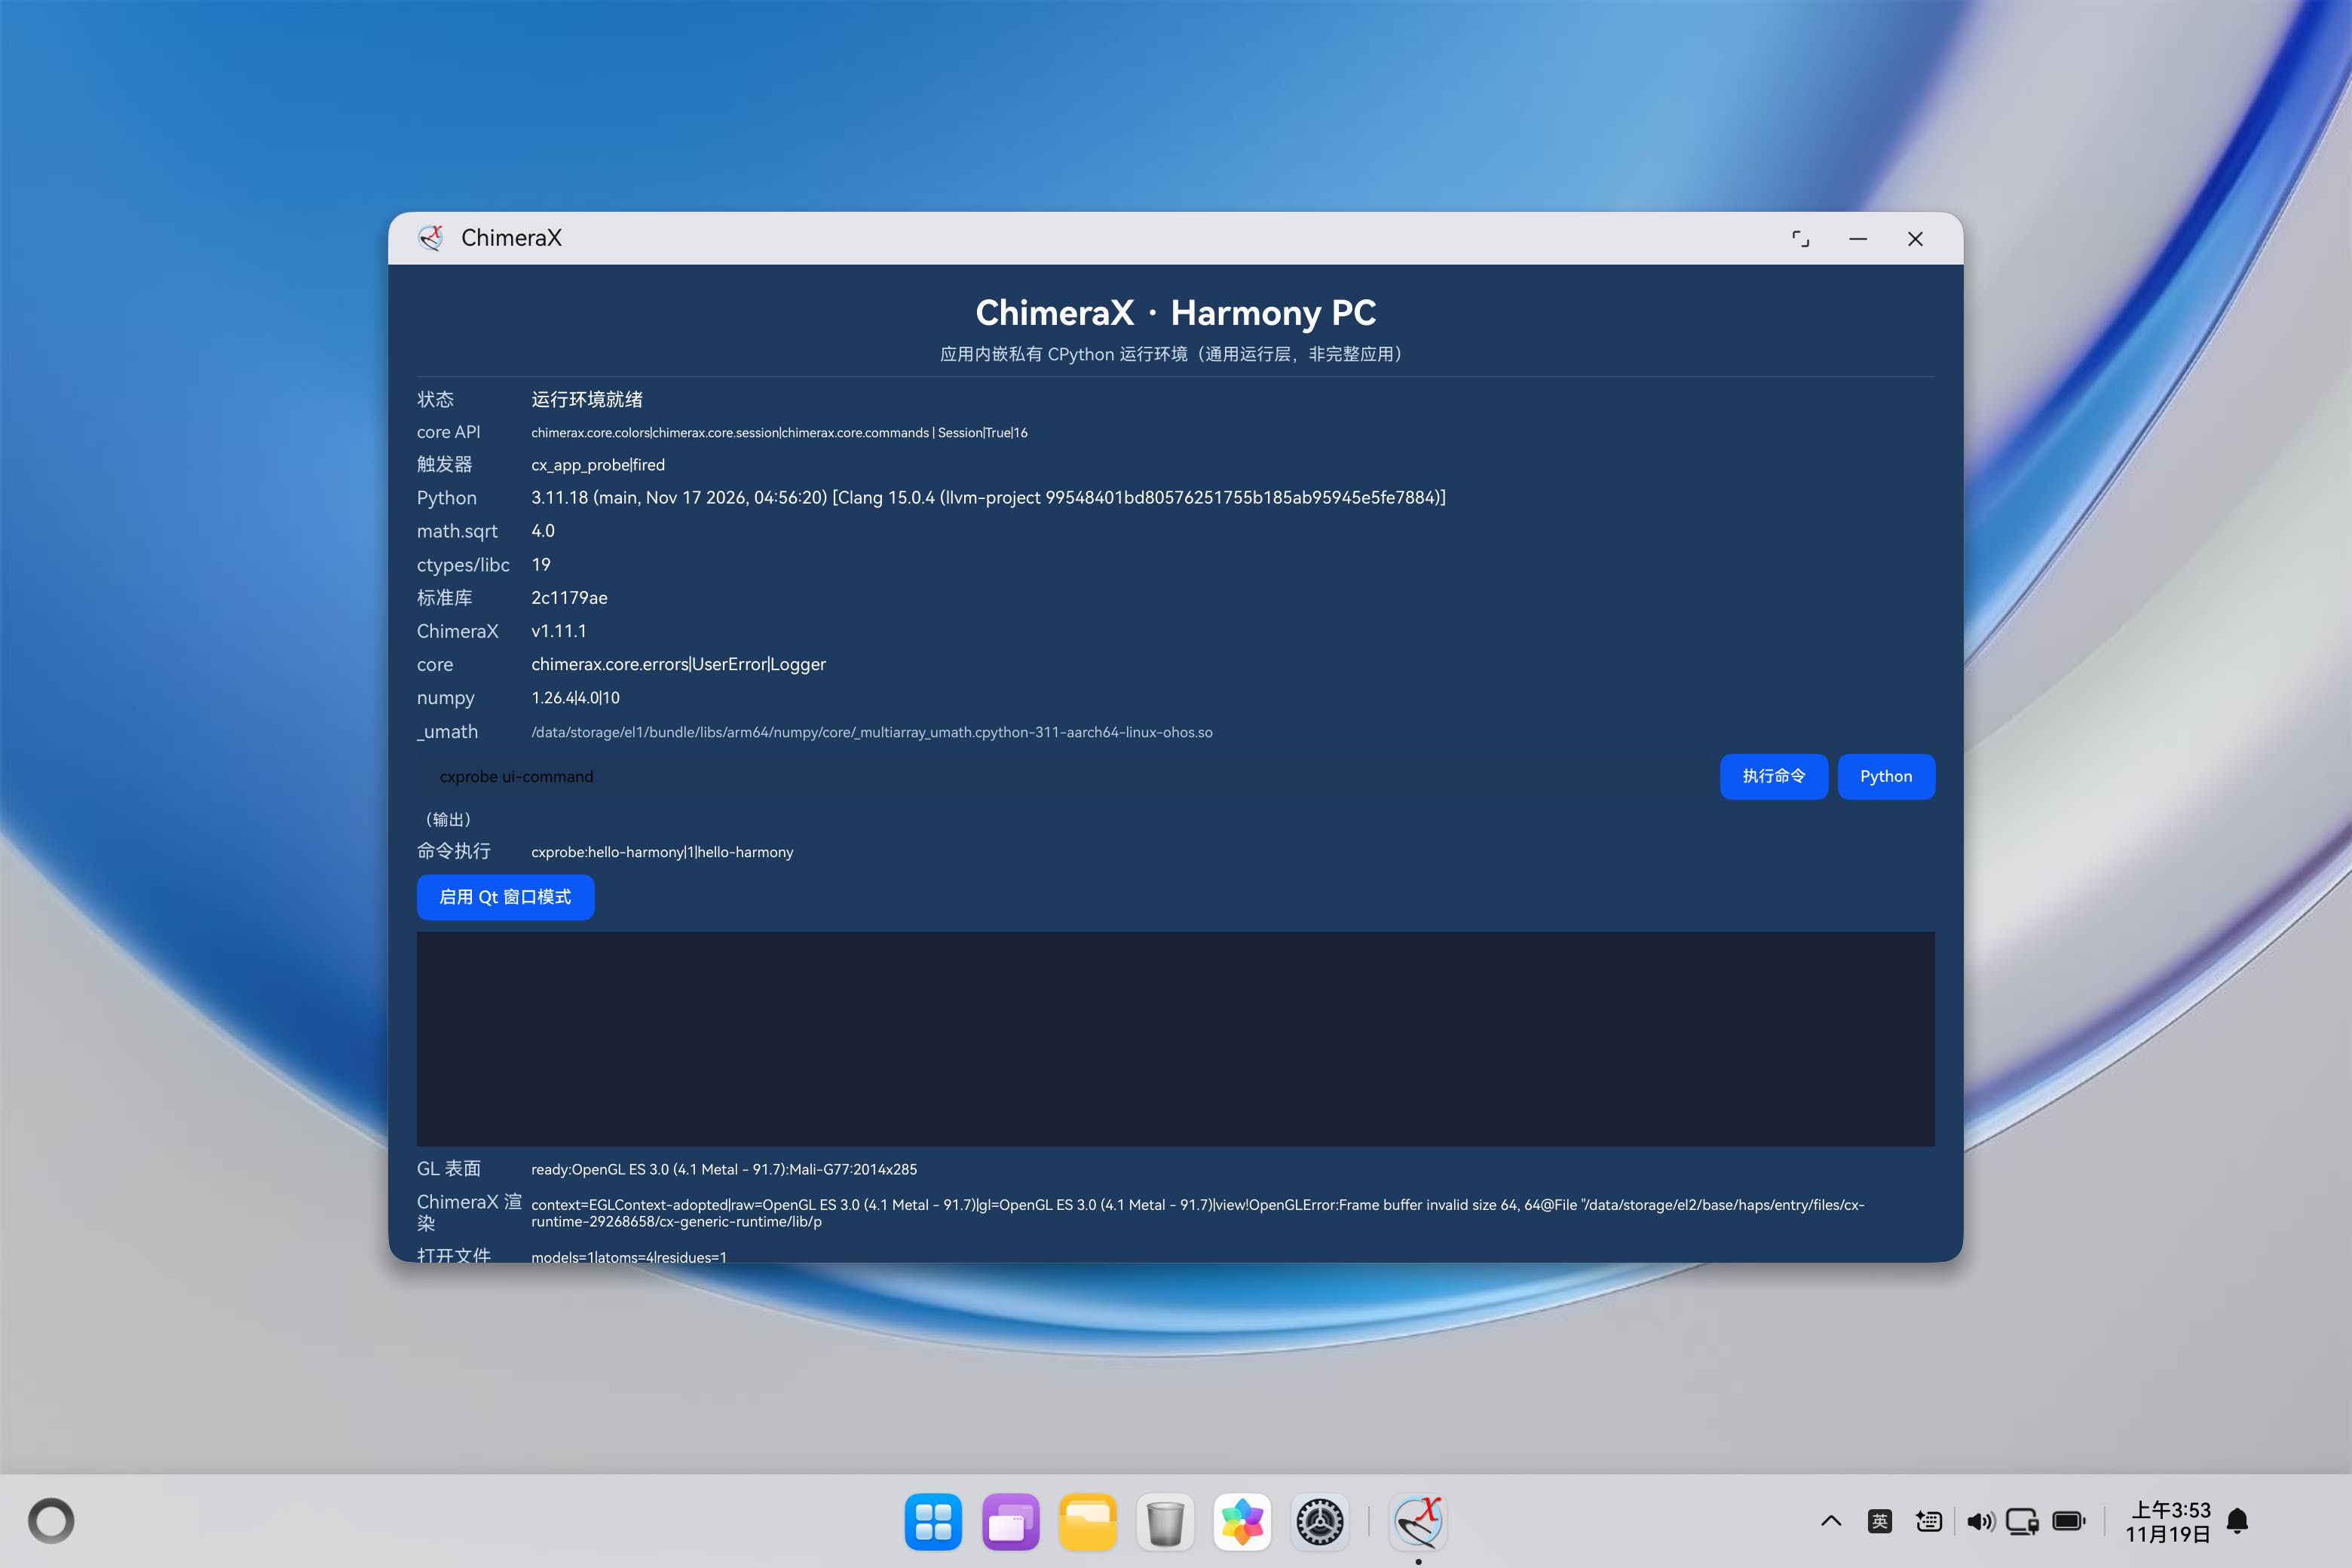 ChimeraX
ChimeraX · Harmony PC
应用内嵌私有 CPython 运行环境（通用运行层，非完整应用）
状态 运行环境就绪
core API chimerax.core.colors|chimerax.core.session|chimerax.core.commands | Session|True|16
触发器 cx_app_probe|fired
Python 3.11.18 (main, Nov 17 2026, 04:56:20) [Clang 15.0.4 (llvm-project 99548401bd80576251755b185ab95945e5fe7884)]
math.sqrt 4.0
ctypes/libc 19
标准库 2c1179ae
ChimeraX v1.11.1
core chimerax.core.errors|UserError|Logger
numpy 1.26.4|4.0|10
_umath /data/storage/el1/bundle/libs/arm64/numpy/core/_multiarray_umath.cpython-311-aarch64-linux-ohos.so
cxprobe ui-command 执行命令 Python
（输出）
命令执行 cxprobe:hello-harmony|1|hello-harmony
启用 Qt 窗口模式
GL 表面 ready:OpenGL ES 3.0 (4.1 Metal - 91.7):Mali-G77:2014x285
ChimeraX 渲染 context=EGLContext-adopted|raw=OpenGL ES 3.0 (4.1 Metal - 91.7)|gl=OpenGL ES 3.0 (4.1 Metal - 91.7)|view!OpenGLError:Frame buffer invalid size 64, 64@File "/data/storage/el2/base/haps/entry/files/cx-
runtime-29268658/cx-generic-runtime/lib/p
打开文件 models=1|atoms=4|residues=1
英
上午3:53
11月19日